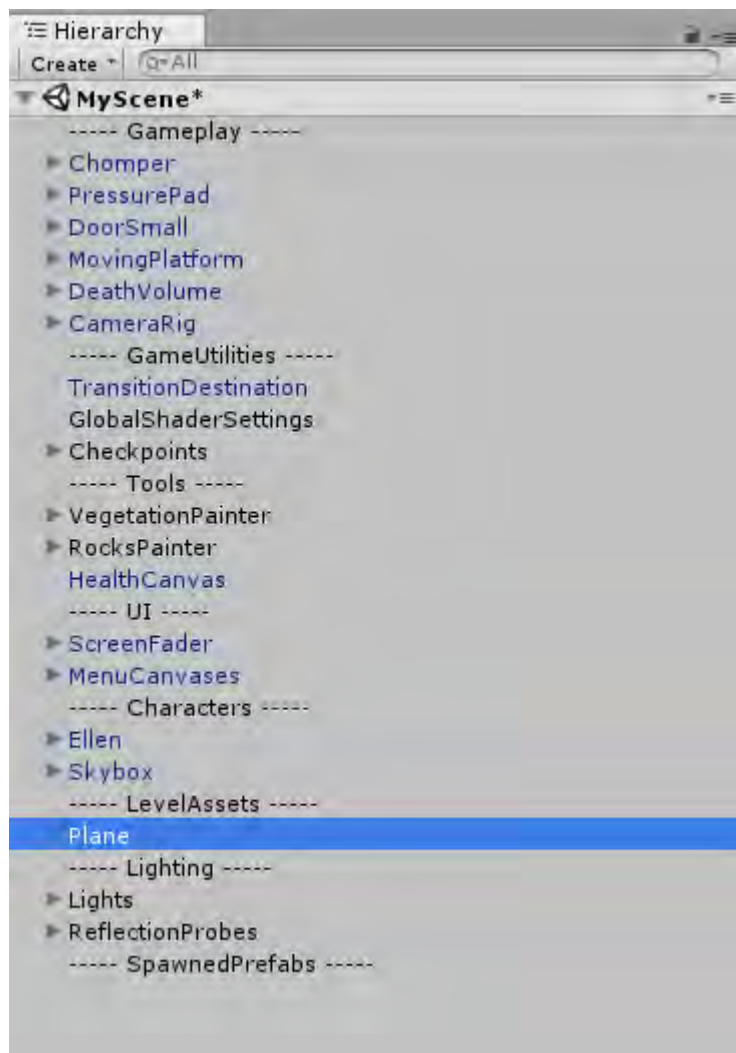 Hierarchy
Create All
MyScene*
----- Gameplay -----
Chomper
PressurePad
DoorSmall
MovingPlatform
DeathVolume
CameraRig
----- GameUtilities -----
TransitionDestination
GlobalShaderSettings
Checkpoints
----- Tools -----
VegetationPainter
RocksPainter
HealthCanvas
----- UI -----
ScreenFader
MenuCanvases
----- Characters -----
Ellen
Skybox
----- LevelAssets -----
Plane
----- Lighting -----
Lights
ReflectionProbes
----- SpawnedPrefabs -----